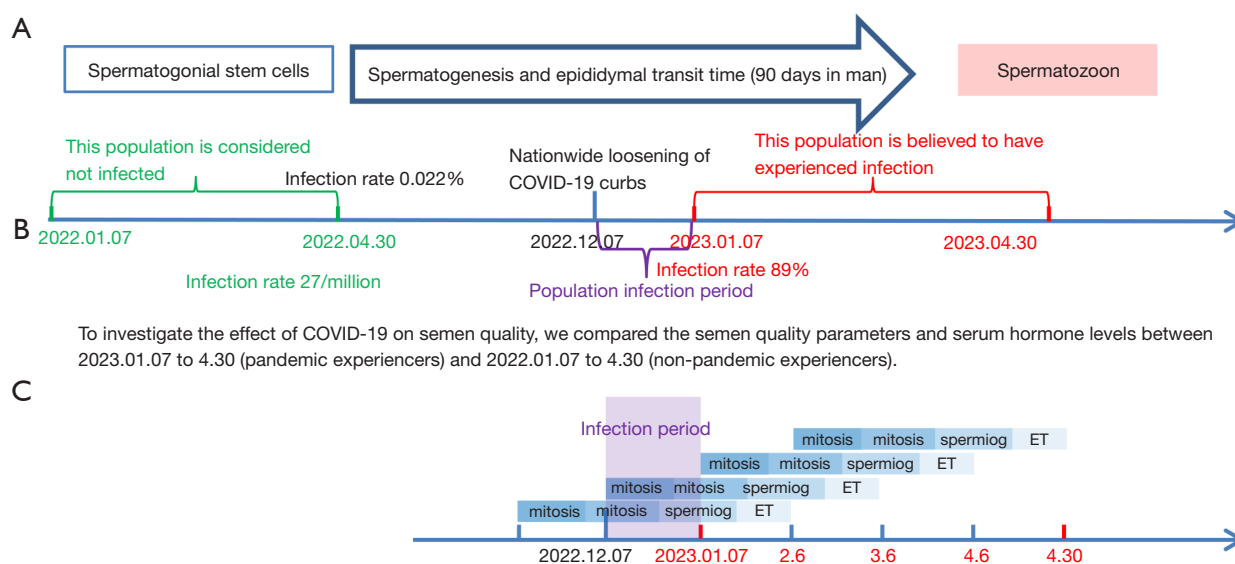 A
Spermatogonial stem cells
Spermatogenesis and epididymal transit time (90 days in man)
Spermatozoon
This population is considered
not infected
Infection rate 0.022%
Nationwide loosening of
COVID-19 curbs
This population is believed to have
experienced infection
B
2022.01.07
2022.04.30
2022.12.07
2023.01.07
2023.04.30
Infection rate 27/million
Infection rate 89%
Population infection period
To investigate the effect of COVID-19 on semen quality, we compared the semen quality parameters and serum hormone levels between
2023.01.07 to 4.30 (pandemic experiencers) and 2022.01.07 to 4.30 (non-pandemic experiencers).
C
Infection period
mitosis mitosis spermiog ET
mitosis mitosis spermiog ET
mitosis mitosis spermiog ET
mitosis mitosis spermiog ET
2022.12.07 2023.01.07 2.6 3.6 4.6 4.30